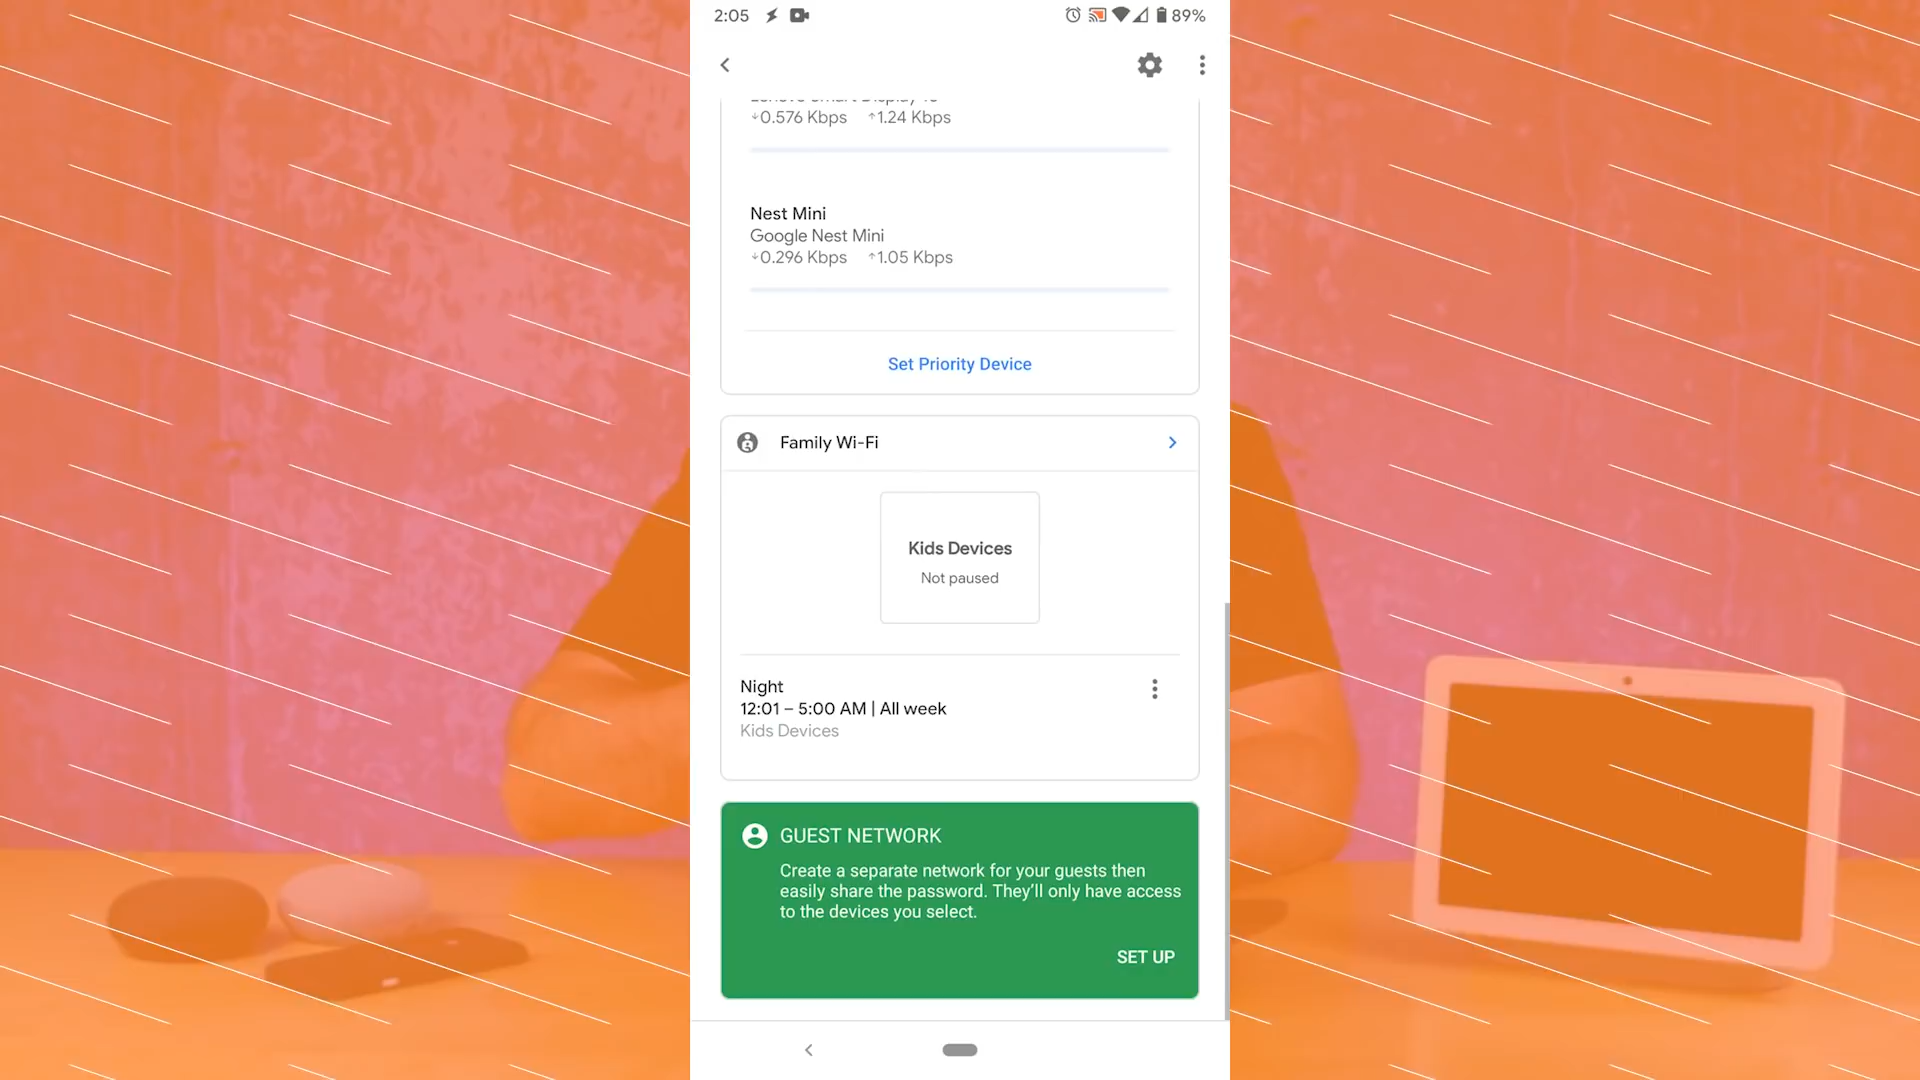 2:05
89%
↓0.576 Kbps ↑1.24 Kbps
Nest Mini
Google Nest Mini
↓0.296 Kbps ↑1.05 Kbps
Set Priority Device
Family Wi-Fi
Kids Devices
Not paused
Night
12:01 – 5:00 AM | All week
Kids Devices
GUEST NETWORK
Create a separate network for your guests then
easily share the password. They’ll only have access
to the devices you select.
SET UP